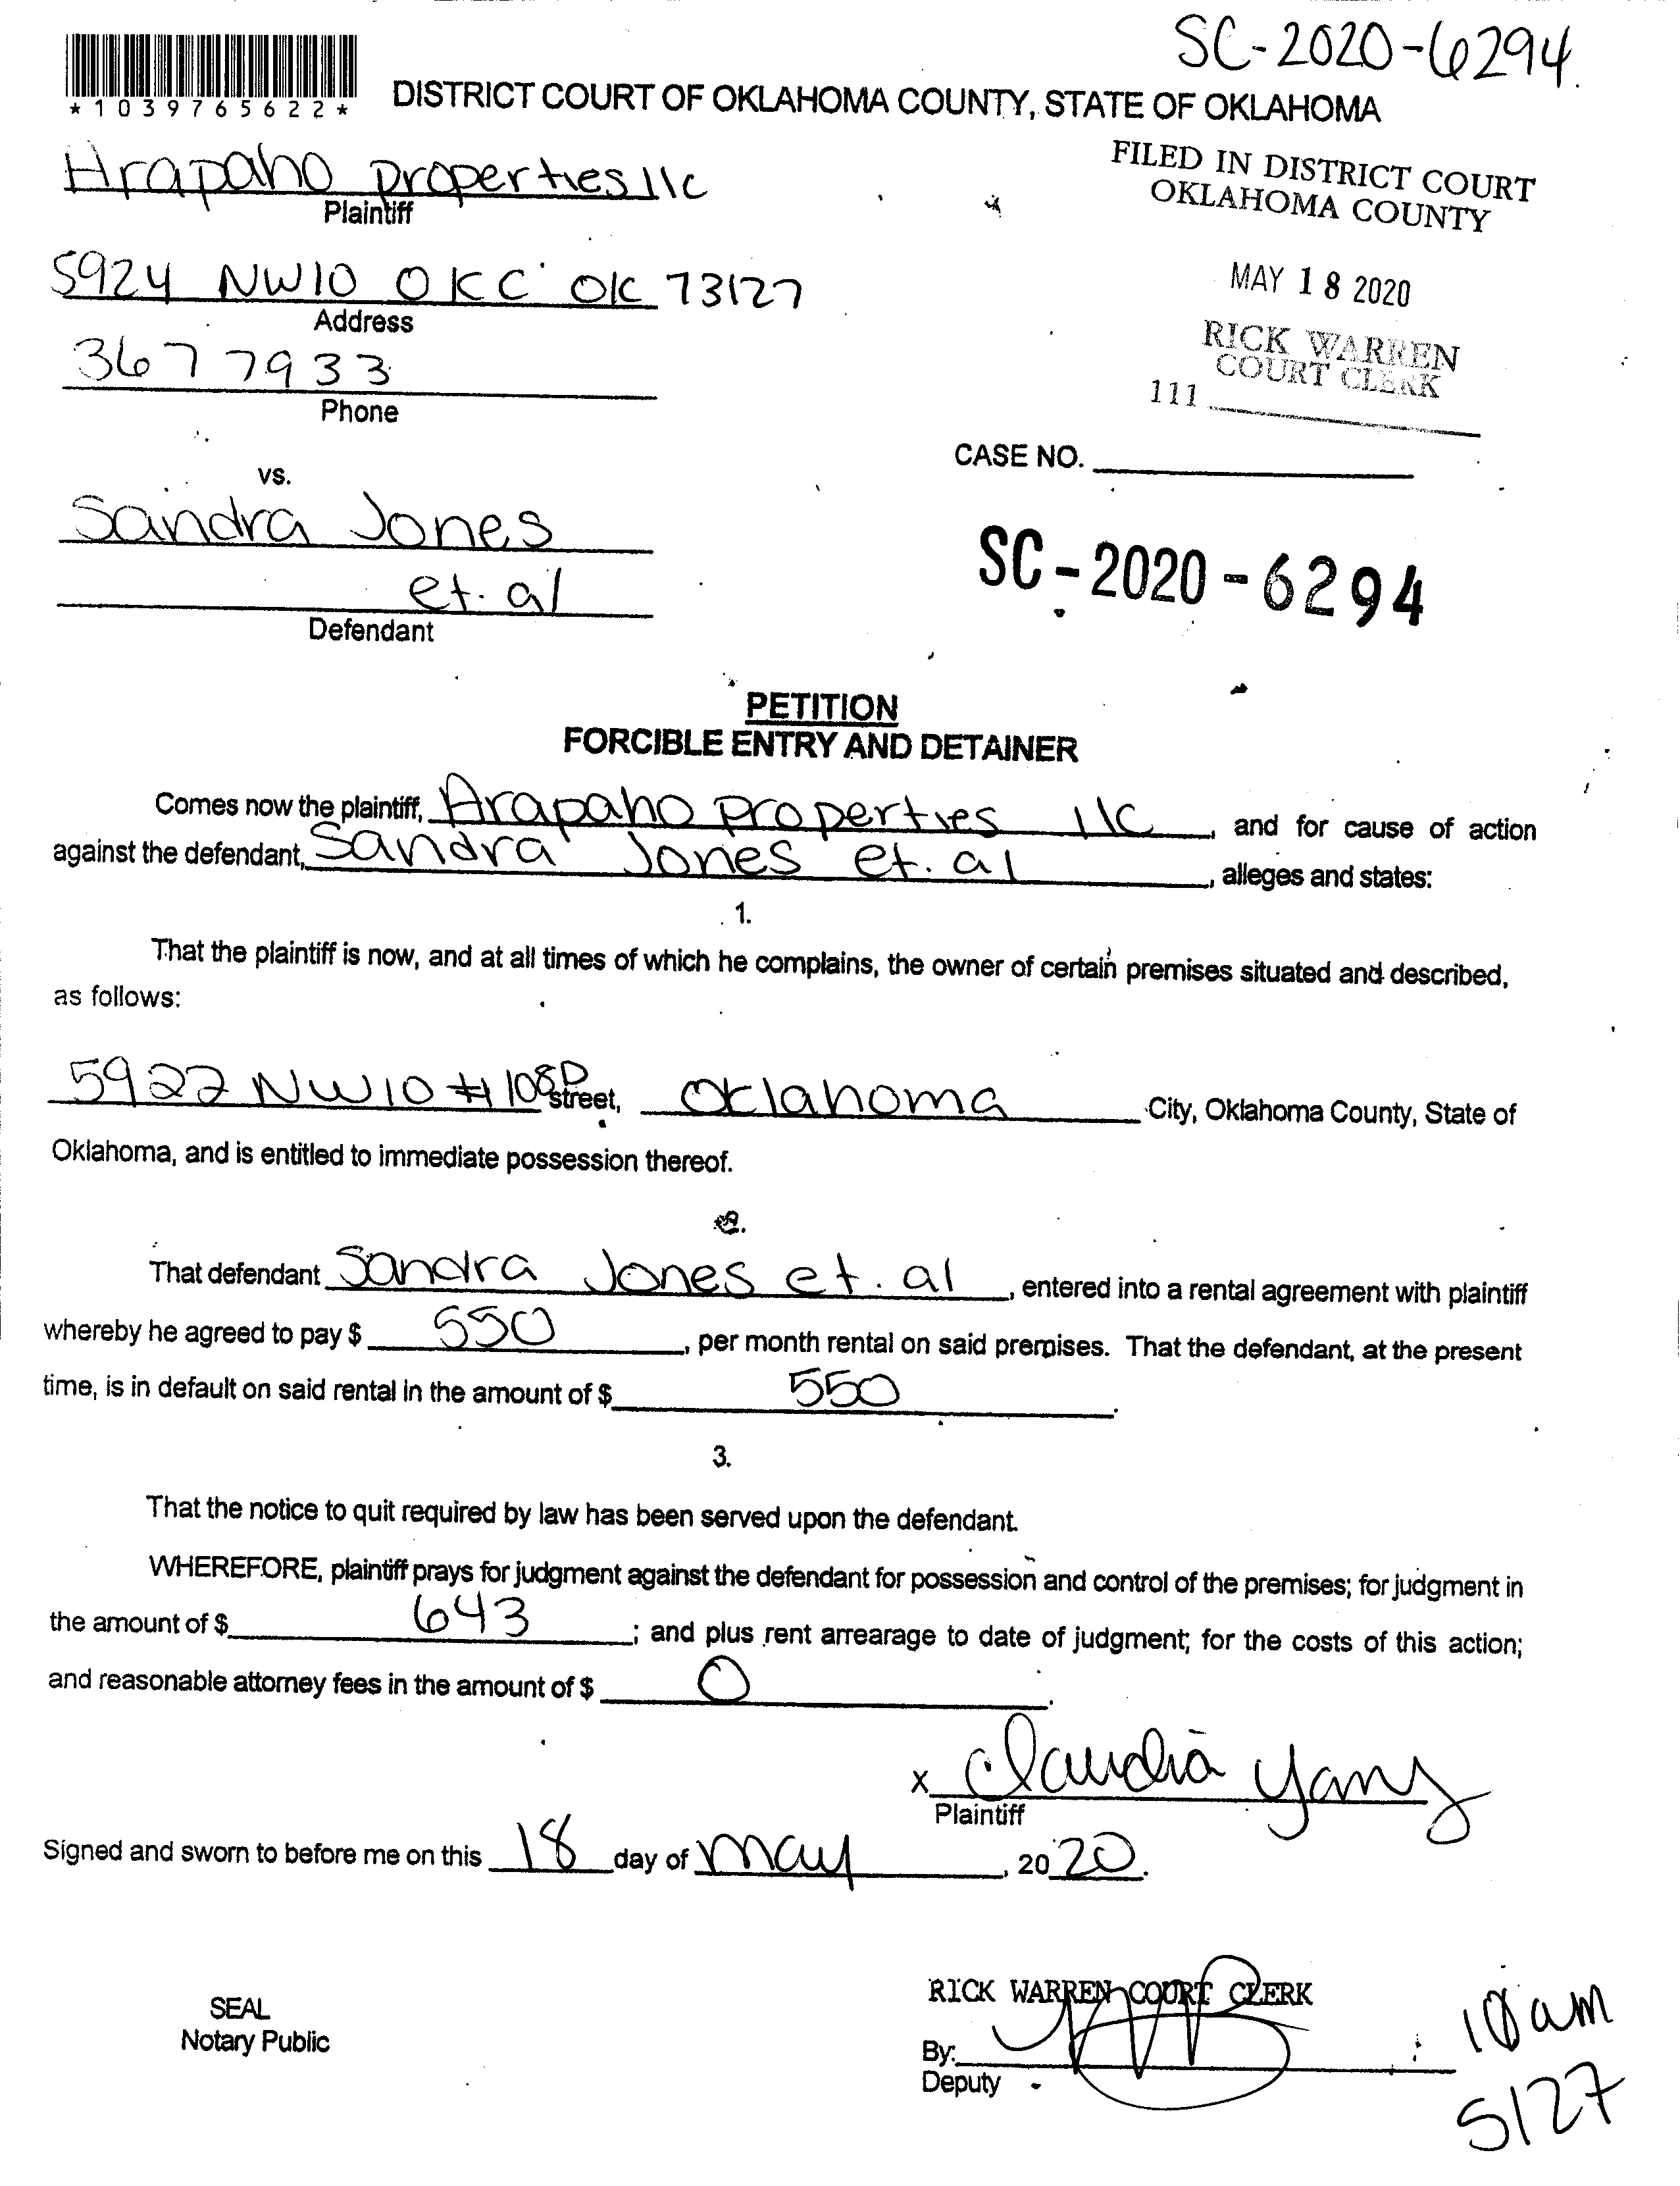 SC-2020-6294.
*1039765622*
DISTRICT COURT OF OKLAHOMA COUNTY, STATE OF OKLAHOMA
Arapaho properties llc
Plaintiff
FILED IN DISTRICT COURT
OKLAHOMA COUNTY
5924 NW10 OKC OK 73127
Address
MAY 18 2020
367 7933
Phone
RICK WARREN
COURT CLERK
111
CASE NO.
vs.
Sandra Jones
et. al
Defendant
SC-2020-6294
PETITION
FORCIBLE ENTRY AND DETAINER
Comes now the plaintiff, Arapaho properties llc, and for cause of action
against the defendant, Sandra Jones et. al, alleges and states:
1.
That the plaintiff is now, and at all times of which he complains, the owner of certain premises situated and described,
as follows:
5922 NW10 #108D street, Oklahoma City, Oklahoma County, State of
Oklahoma, and is entitled to immediate possession thereof.
2.
That defendant Sandra Jones et. al, entered into a rental agreement with plaintiff
whereby he agreed to pay $ 550, per month rental on said premises. That the defendant, at the present
time, is in default on said rental in the amount of $ 550.
3.
That the notice to quit required by law has been served upon the defendant.
WHEREFORE, plaintiff prays for judgment against the defendant for possession and control of the premises; for judgment in
the amount of $ 643; and plus rent arrearage to date of judgment; for the costs of this action;
and reasonable attorney fees in the amount of $ 0.
x Claudia Yany
Plaintiff
Signed and sworn to before me on this 18 day of may, 2020.
SEAL
Notary Public
RICK WARREN COURT CLERK
By:
Deputy
10 am
5/27